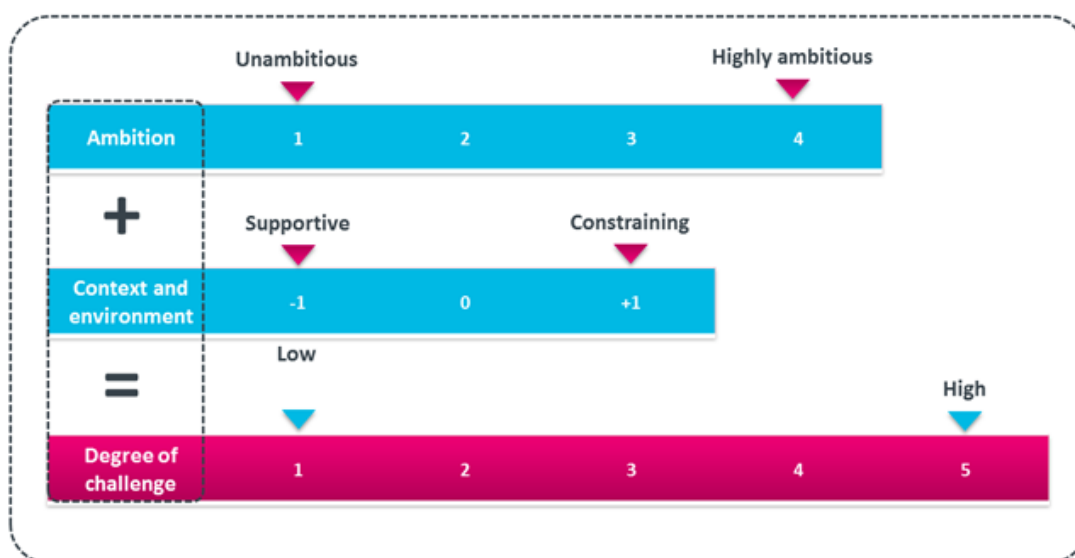 Unambitious Highly ambitious
Ambition 1 2 3 4
+
Supportive Constraining
Context and
environment
-1 0 +1
=
Low
High
Degree of
challenge
1 2 3 4 5